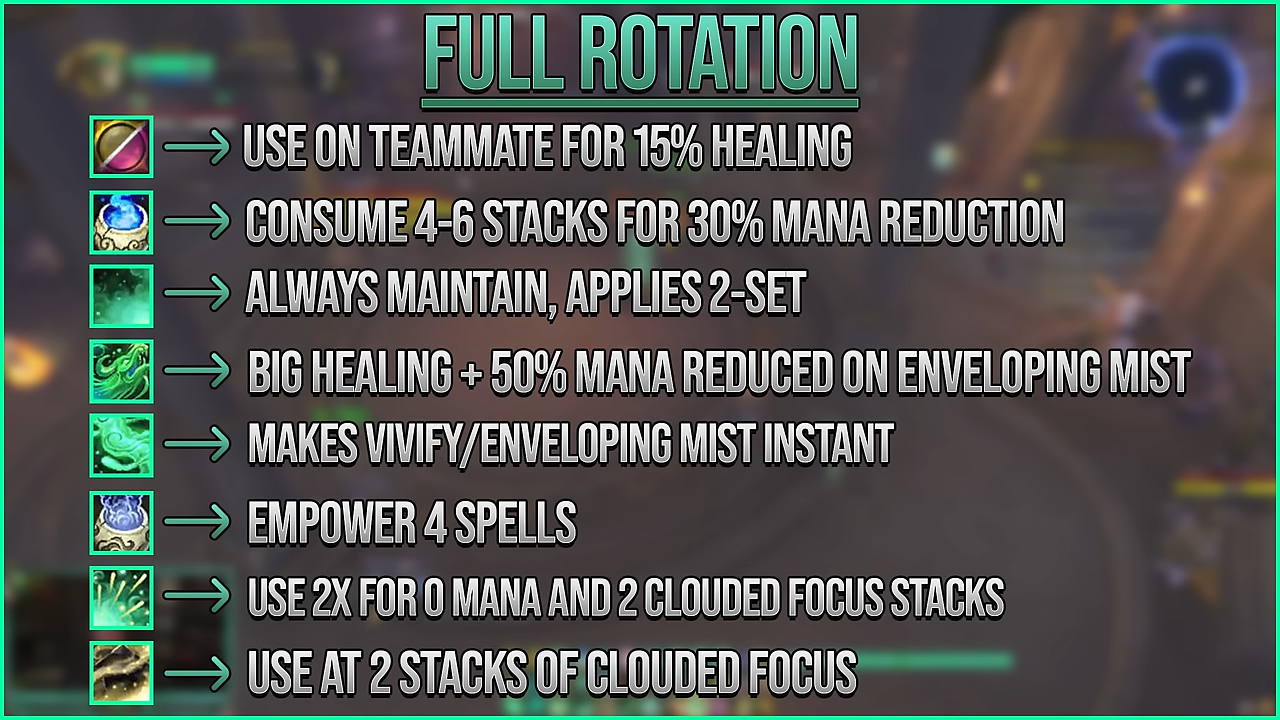 FULL ROTATION
USE ON TEAMMATE FOR 15% HEALING
CONSUME 4-6 STACKS FOR 30% MANA REDUCTION
ALWAYS MAINTAIN, APPLIES 2-SET
BIG HEALING + 50% MANA REDUCED ON ENVELOPING MIST
MAKES VIVIFY/ENVELOPING MIST INSTANT
EMPOWER 4 SPELLS
USE 2X FOR 0 MANA AND 2 CLOUDED FOCUS STACKS
USE AT 2 STACKS OF CLOUDED FOCUS